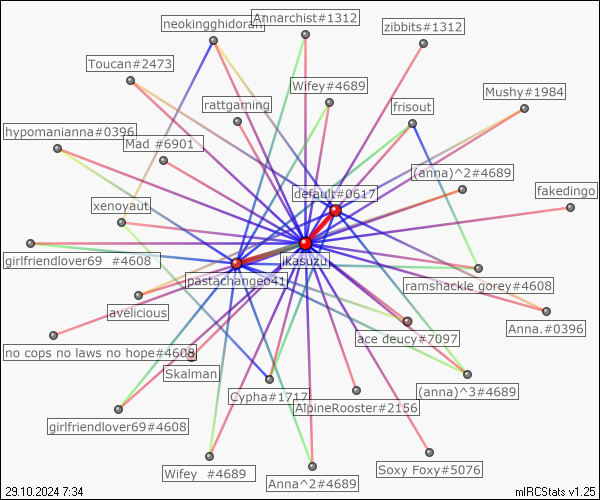 neokingghidorah
Annarchist#1312
zibbits#1312
Toucan#2473
Wifey#4689
Mushy#1984
rattgaming
frisout
hypomanianna#0396
Mad #6901
(anna)^2#4689
default#0617
fakedingo
xenoyaut
girlfriendlover69 #4608
ikasuzu
pastachangeo41
ramshackle gorey#4608
avelicious
Anna.#0396
ace deucy#7097
no cops no laws no hope#4608
Skalman
Cypha#1717
(anna)^3#4689
AlpineRooster#2156
girlfriendlover69#4608
Wifey #4689
Anna^2#4689
Soxy Foxy#5076
29.10.2024 7:34
mIRCStats v1.25